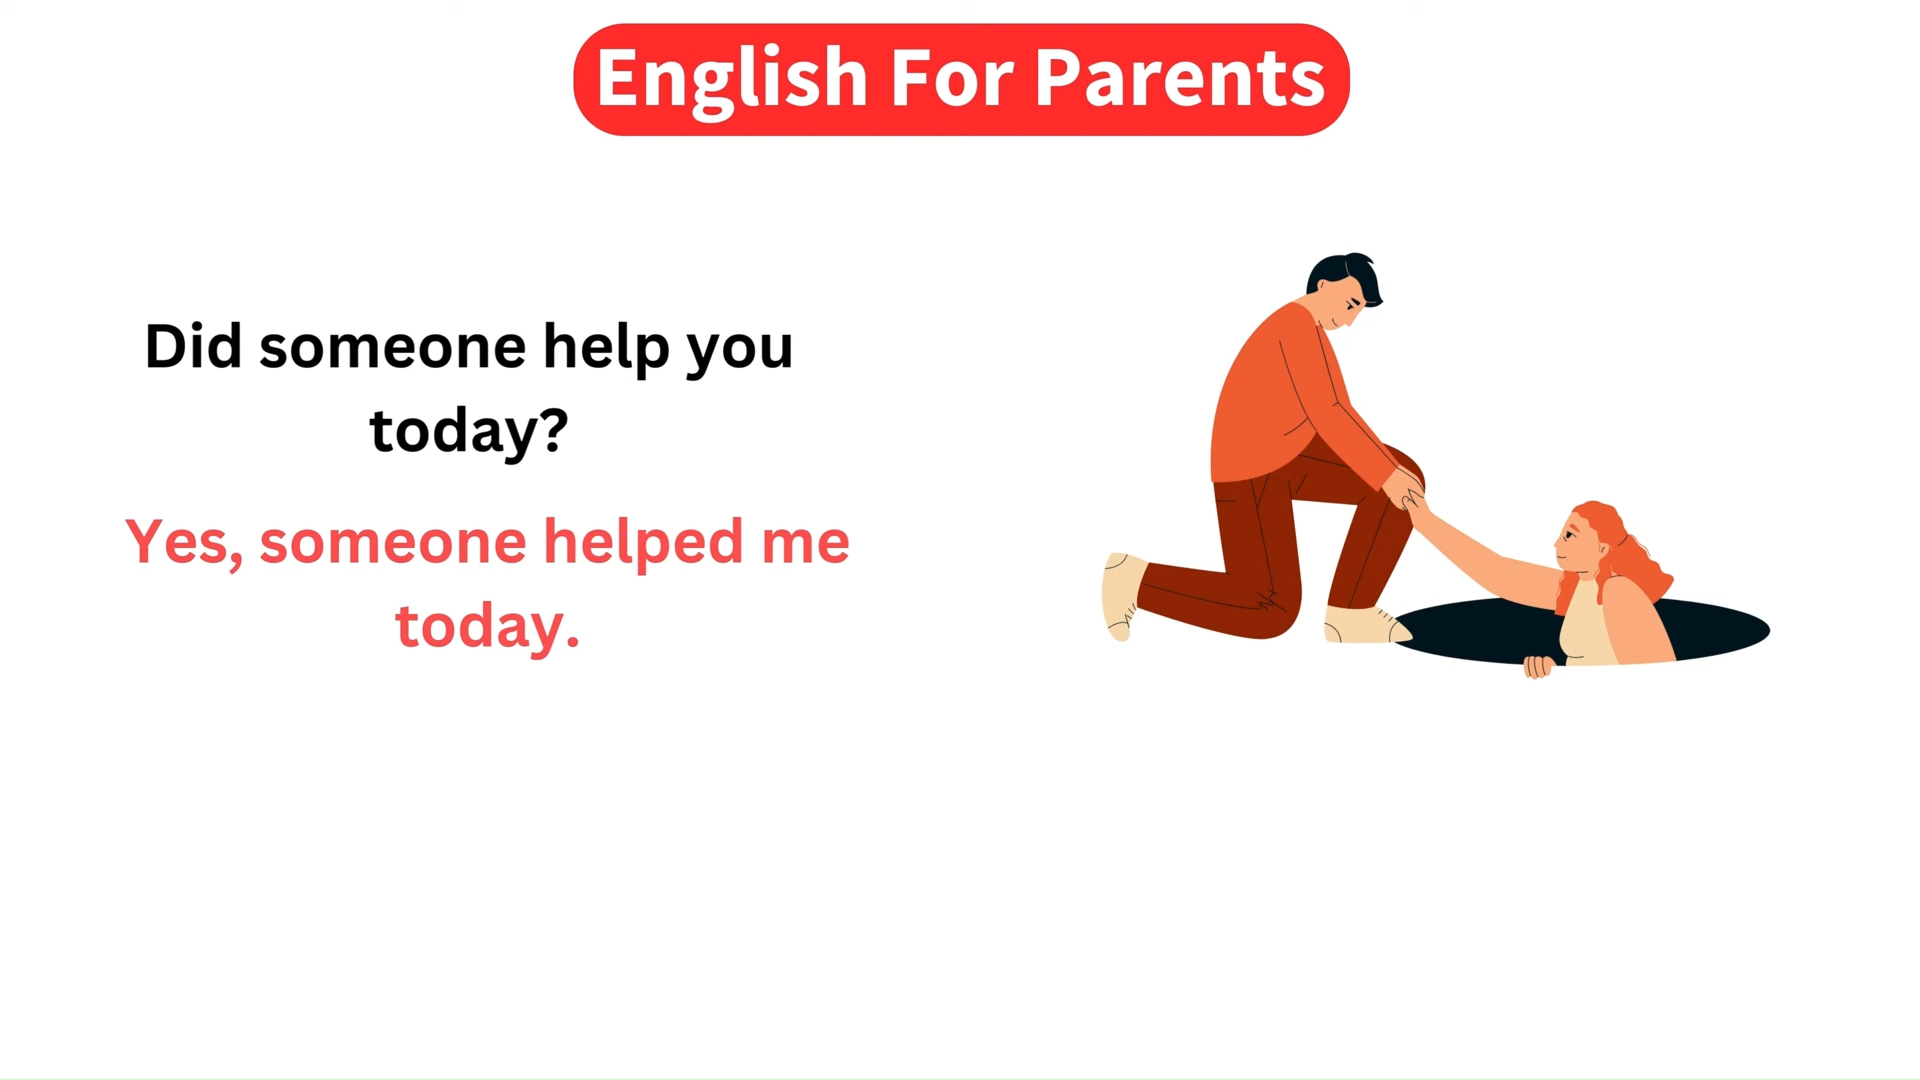 English For Parents
Did someone help you
today?
Yes, someone helped me
today.